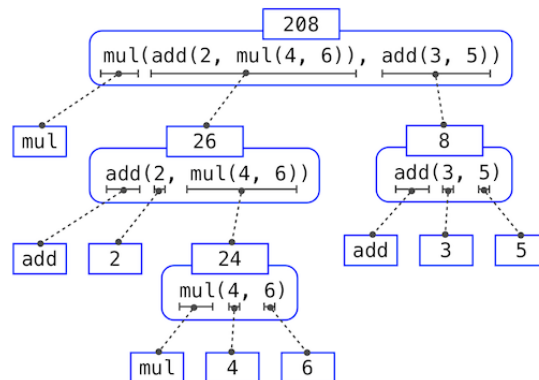 208
mul(add(2, mul(4, 6)), add(3, 5))
mul
26
8
add(2, mul(4, 6))
add(3, 5)
add
2
24
add
3
5
mul(4, 6)
mul
4
6